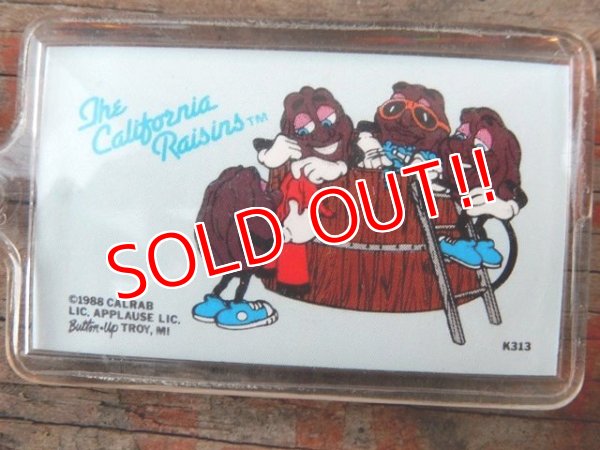 The
California
Raisins™
SOLD OUT!!
©1988 CALRAB
LIC. APPLAUSE LIC.
Button-Up TROY, MI
K313